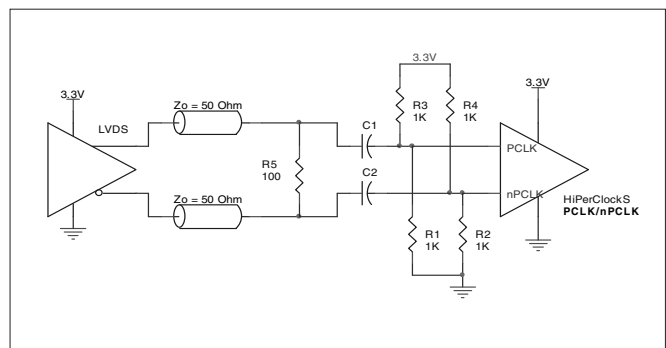 3.3V
3.3V
3.3V
Zo = 50 Ohm
LVDS
C1
R3
1K
R4
1K
PCLK
R5
100
Zo = 50 Ohm
C2
nPCLK
HiPerClockS
PCLK/nPCLK
R1
1K
R2
1K